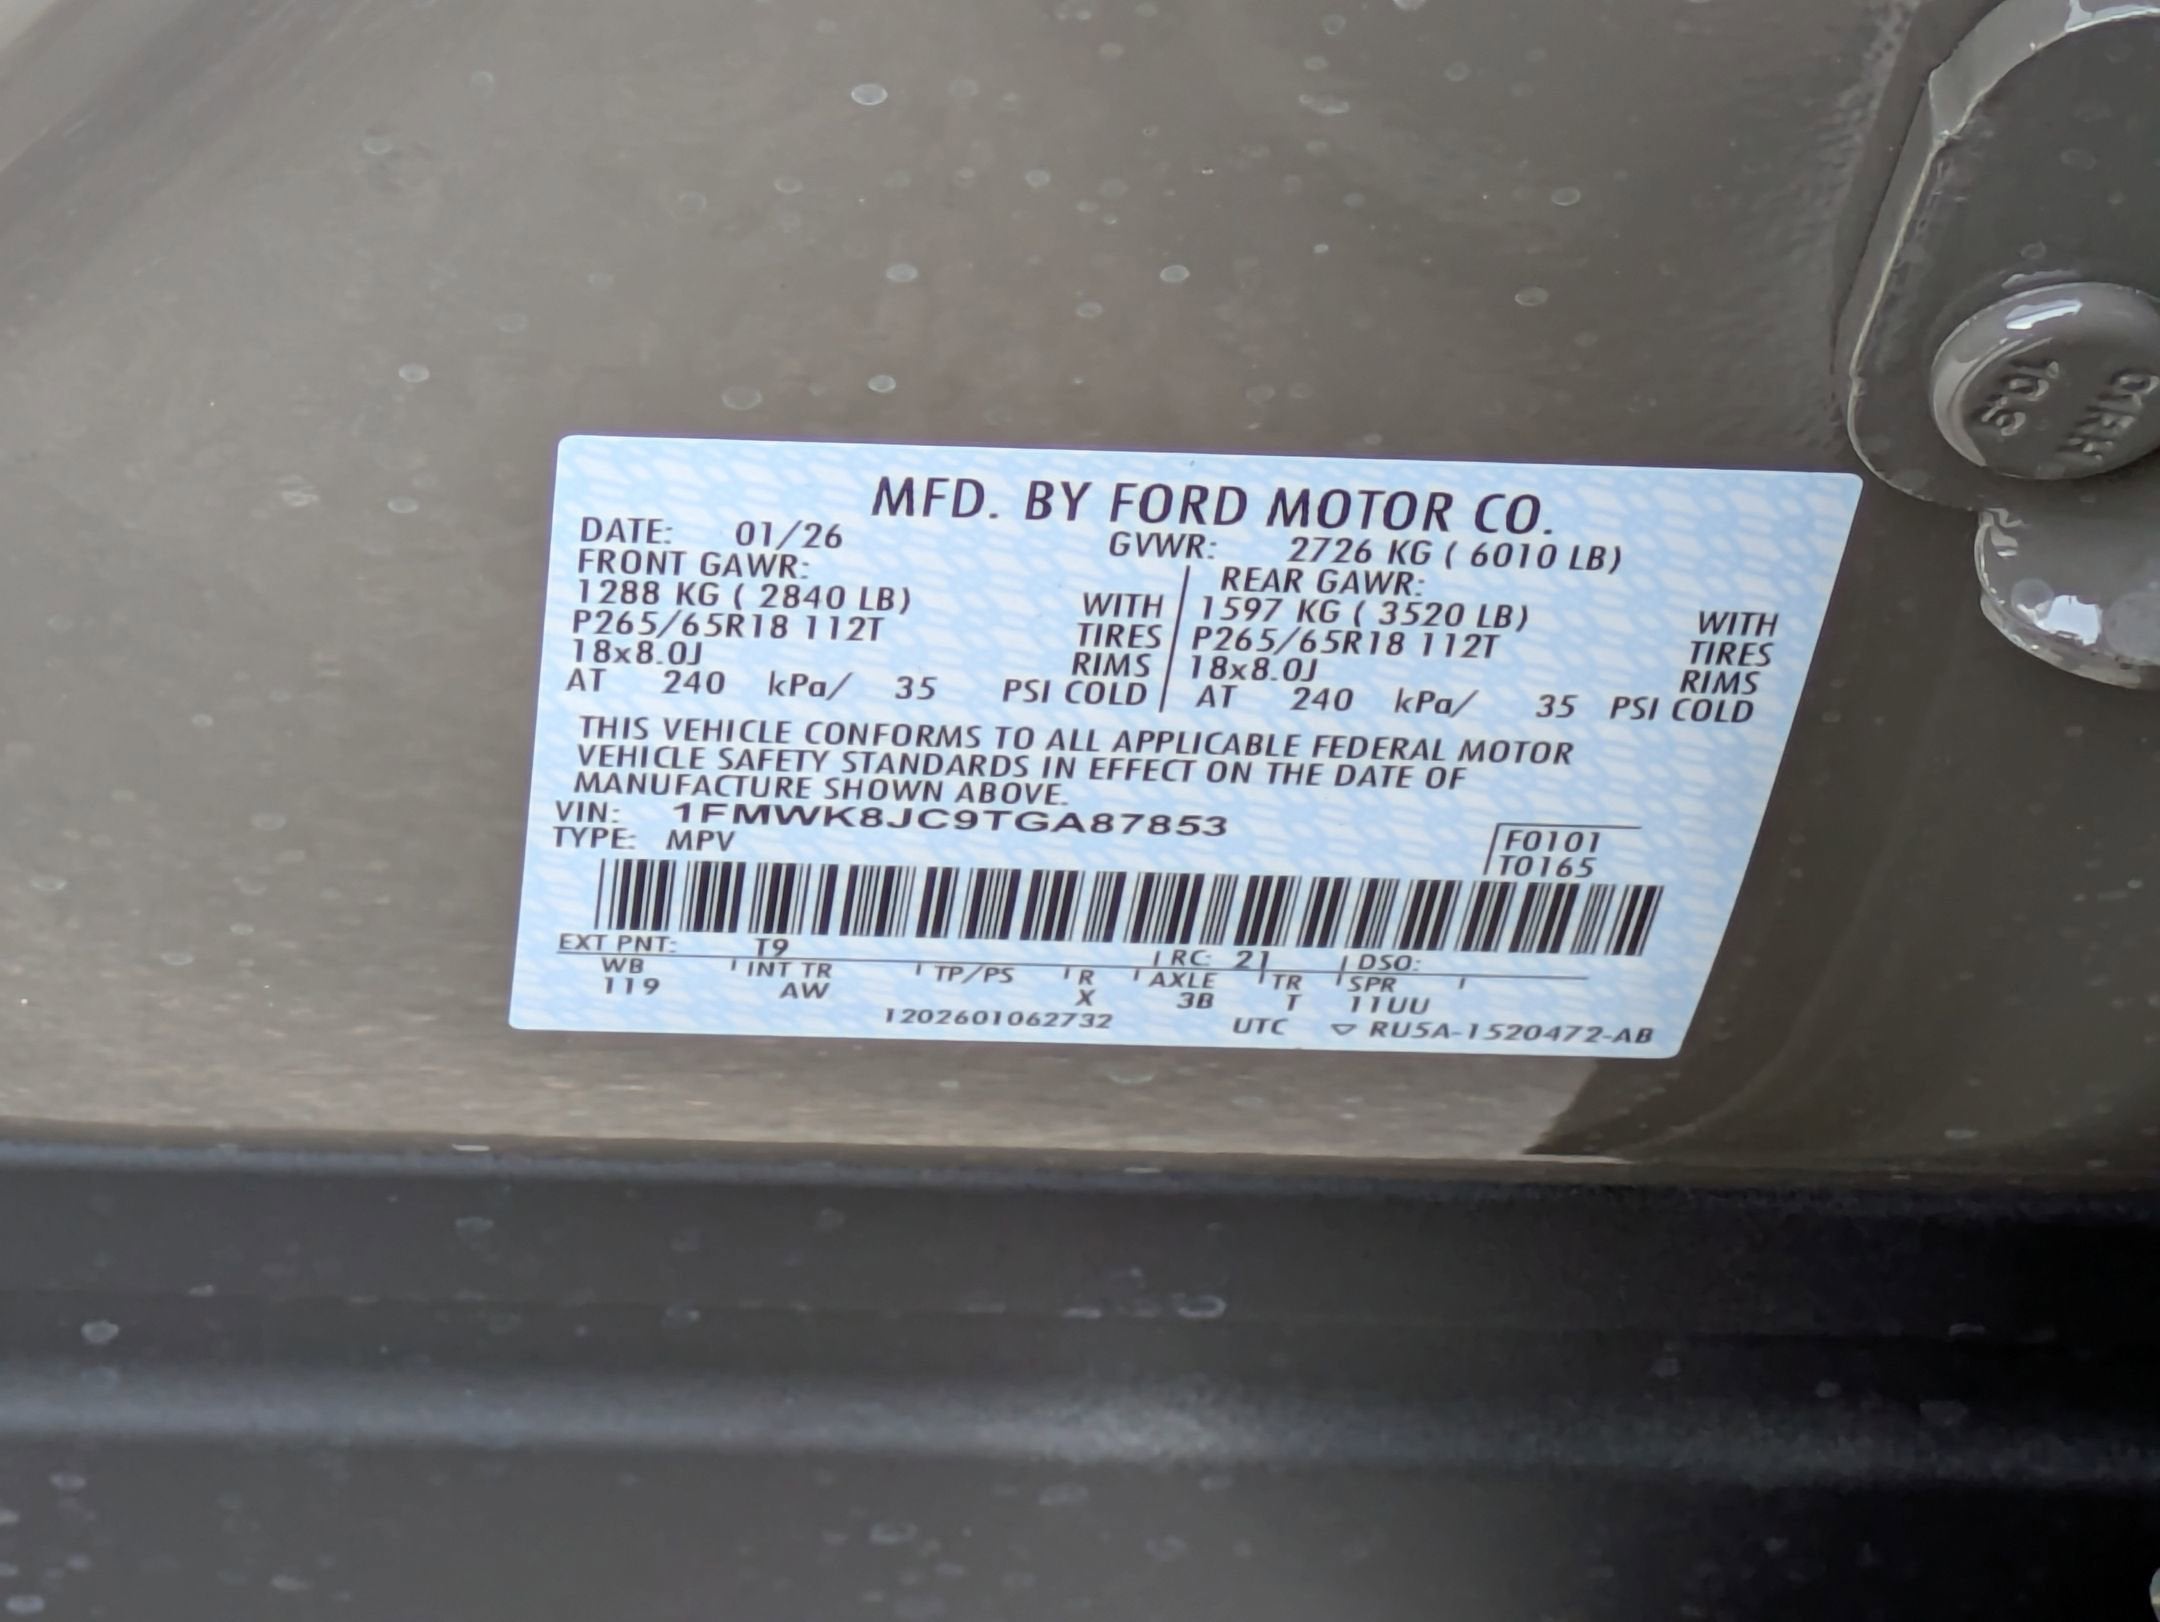 MFD. BY FORD MOTOR CO.
DATE: 01/26 GVWR: 2726 KG ( 6010 LB)
FRONT GAWR: REAR GAWR:
1288 KG ( 2840 LB) WITH 1597 KG ( 3520 LB) WITH
P265/65R18 112T TIRES P265/65R18 112T TIRES
18x8.0J RIMS 18x8.0J RIMS
AT 240 kPa/ 35 PSI COLD AT 240 kPa/ 35 PSI COLD
THIS VEHICLE CONFORMS TO ALL APPLICABLE FEDERAL MOTOR
VEHICLE SAFETY STANDARDS IN EFFECT ON THE DATE OF
MANUFACTURE SHOWN ABOVE.
VIN: 1FMWK8JC9TGA87853
TYPE: MPV F0101
T0165
EXT PNT: T9 RC: 21 DSO:
WB INT TR TP/PS R AXLE TR SPR
119 AW X 3B T 11UU
1202601062732 UTC ▽ RU5A-1520472-AB
10.9